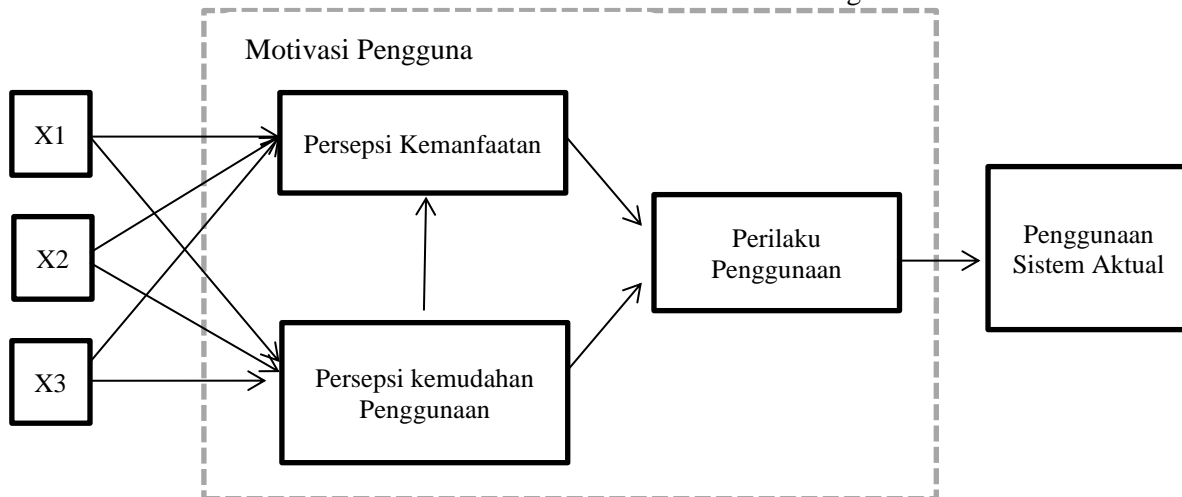 Motivasi Pengguna
X1
Persepsi Kemanfaatan
X2
Perilaku
Penggunaan
Penggunaan
Sistem Aktual
X3
Persepsi kemudahan
Penggunaan